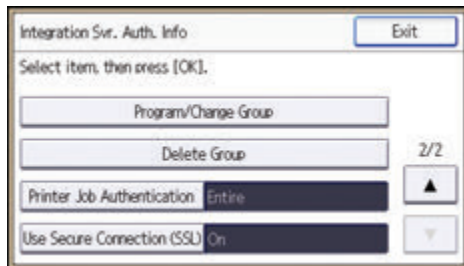 Integration Svr. Auth. Info
Exit
Select item, then press [OK].
Program/Change Group
Delete Group
2/2
Printer Job Authentication
Entire
Use Secure Connection (SSL)
On